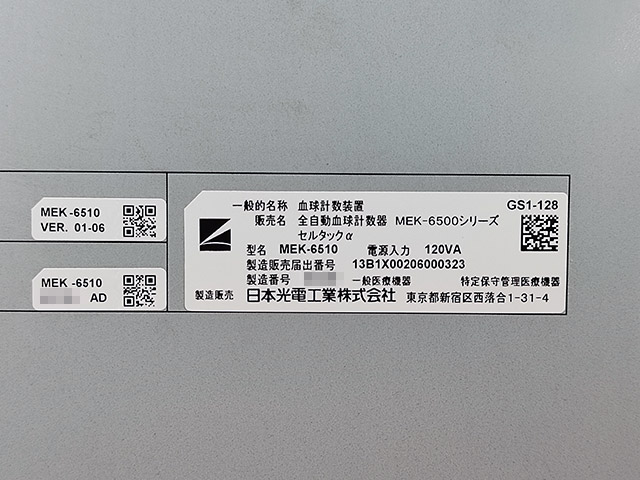 MEK-6510
VER. 01-06
MEK-6510
AD
一般的名称 血球計数装置 GS1-128
販売名 全自動血球計数器 MEK-6500シリーズ
セルタックα
型名 MEK-6510 電源入力 120VA
製造販売届出番号 13B1X00206000323
製造番号 一般医療機器 特定保守管理医療機器
製造販売 日本光電工業株式会社 東京都新宿区西落合1-31-4